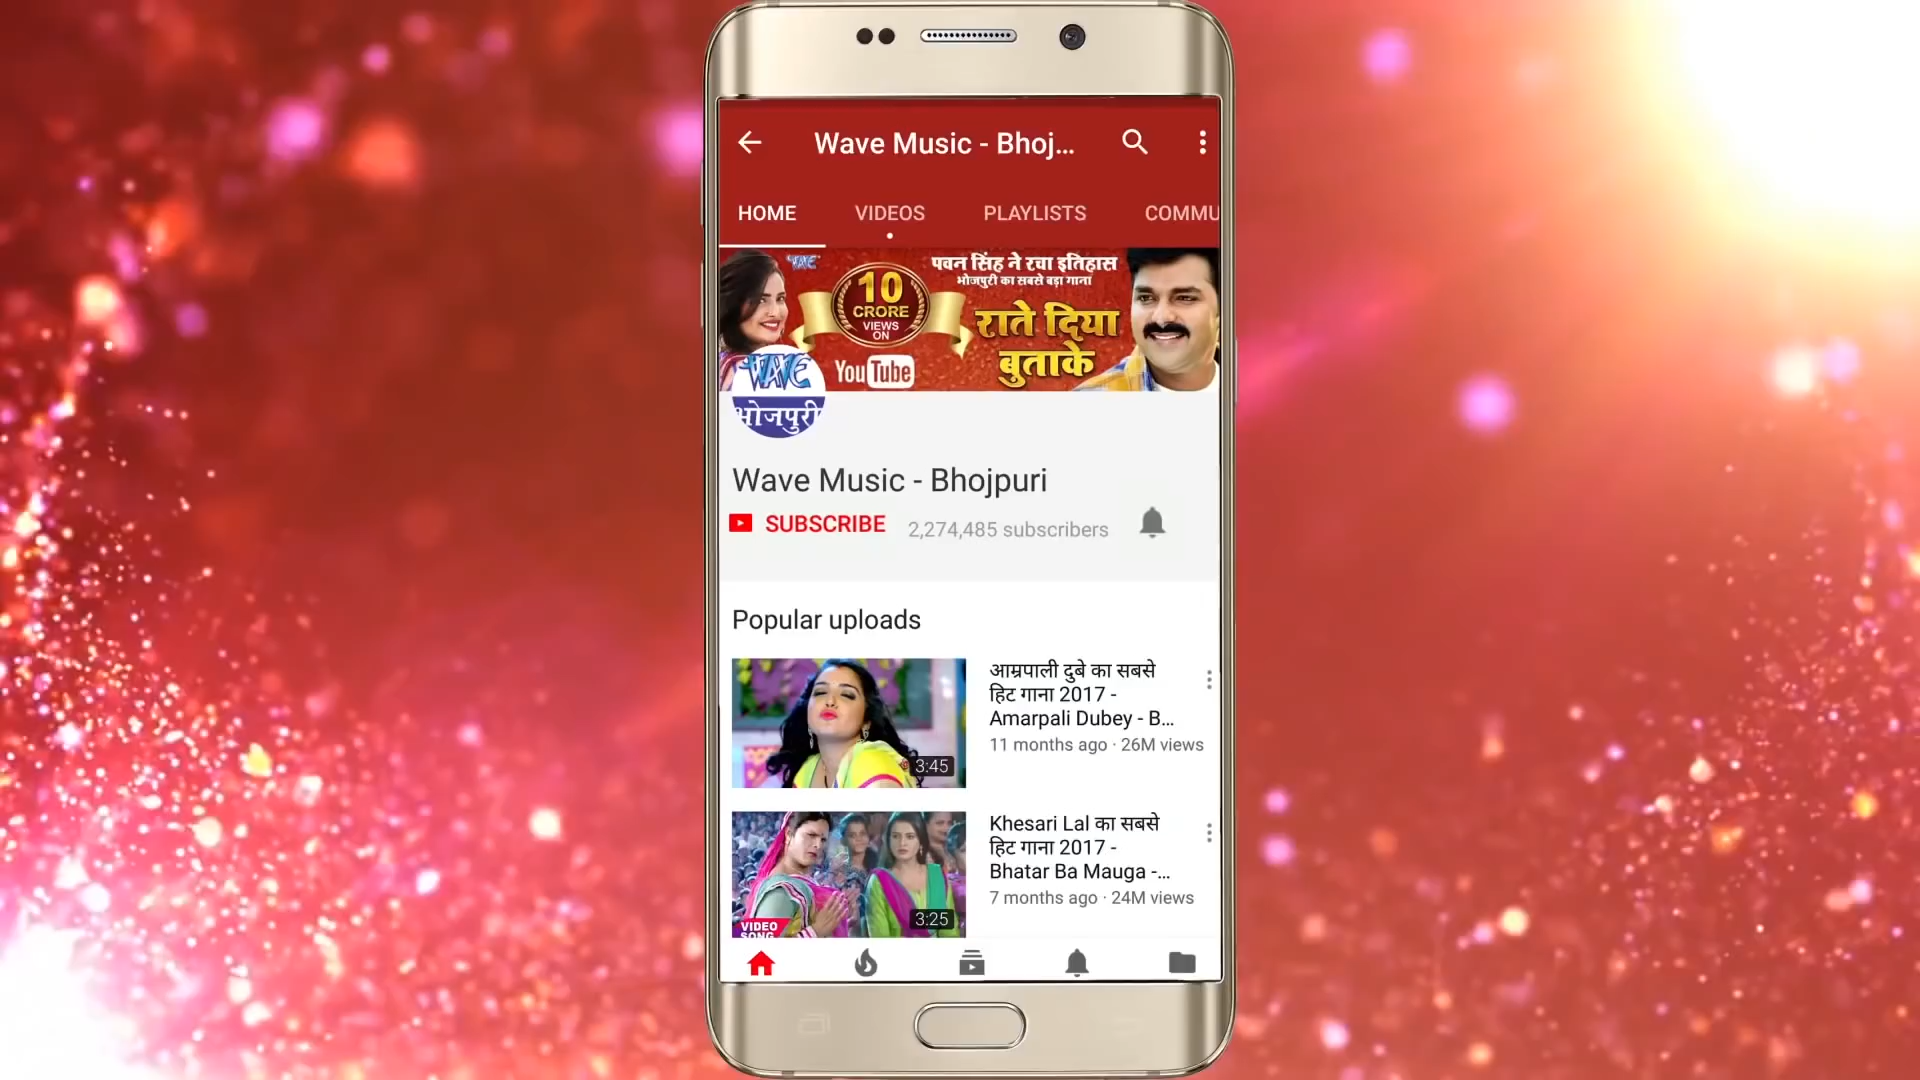 Wave Music - Bhoj...
HOME VIDEOS PLAYLISTS COMMU
WAVE
10
CRORE
VIEWS
ON
YouTube
पवन सिंह ने रचा इतिहास
भोजपुरी का सबसे बड़ा गाना
राते दिया
बुताके
WAVE
भोजपुरी
Wave Music - Bhojpuri
SUBSCRIBE 2,274,485 subscribers
Popular uploads
3:45
आम्रपाली दुबे का सबसे
हिट गाना 2017 -
Amarpali Dubey - B...
11 months ago · 26M views
VIDEO
SONG
3:25
Khesari Lal का सबसे
हिट गाना 2017 -
Bhatar Ba Mauga -...
7 months ago · 24M views